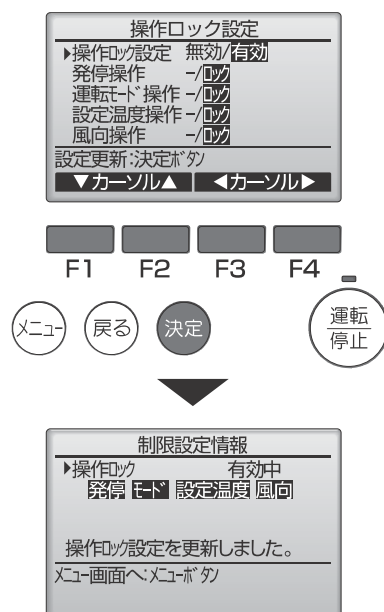 操作ロック設定
▶操作ロック設定 無効/有効
発停操作 -/ロック
運転モード操作 -/ロック
設定温度操作 -/ロック
風向操作 -/ロック
設定更新:決定ボタン
▼カーソル▲ ◀カーソル▶
F1 F2 F3 F4
メニュー 戻る 決定 運転
停止
制限設定情報
▶操作ロック 有効中
発停 モード 設定温度 風向
操作ロック設定を更新しました。
メニュー画面へ:メニューボタン